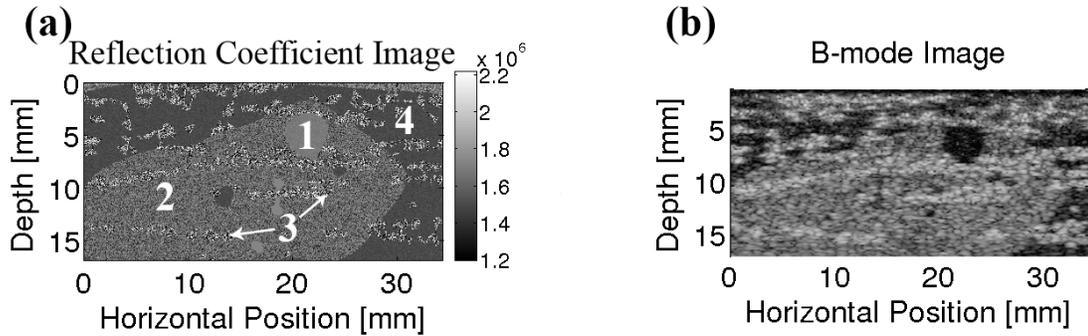 (a)
Reflection Coefficient Image
x 10^6
0
5
10
15
Depth [mm]
1
2
3
4
2.2
2
1.8
1.6
1.4
1.2
0 10 20 30
Horizontal Position [mm]
(b)
B-mode Image
5
10
15
Depth [mm]
0 10 20 30
Horizontal Position [mm]